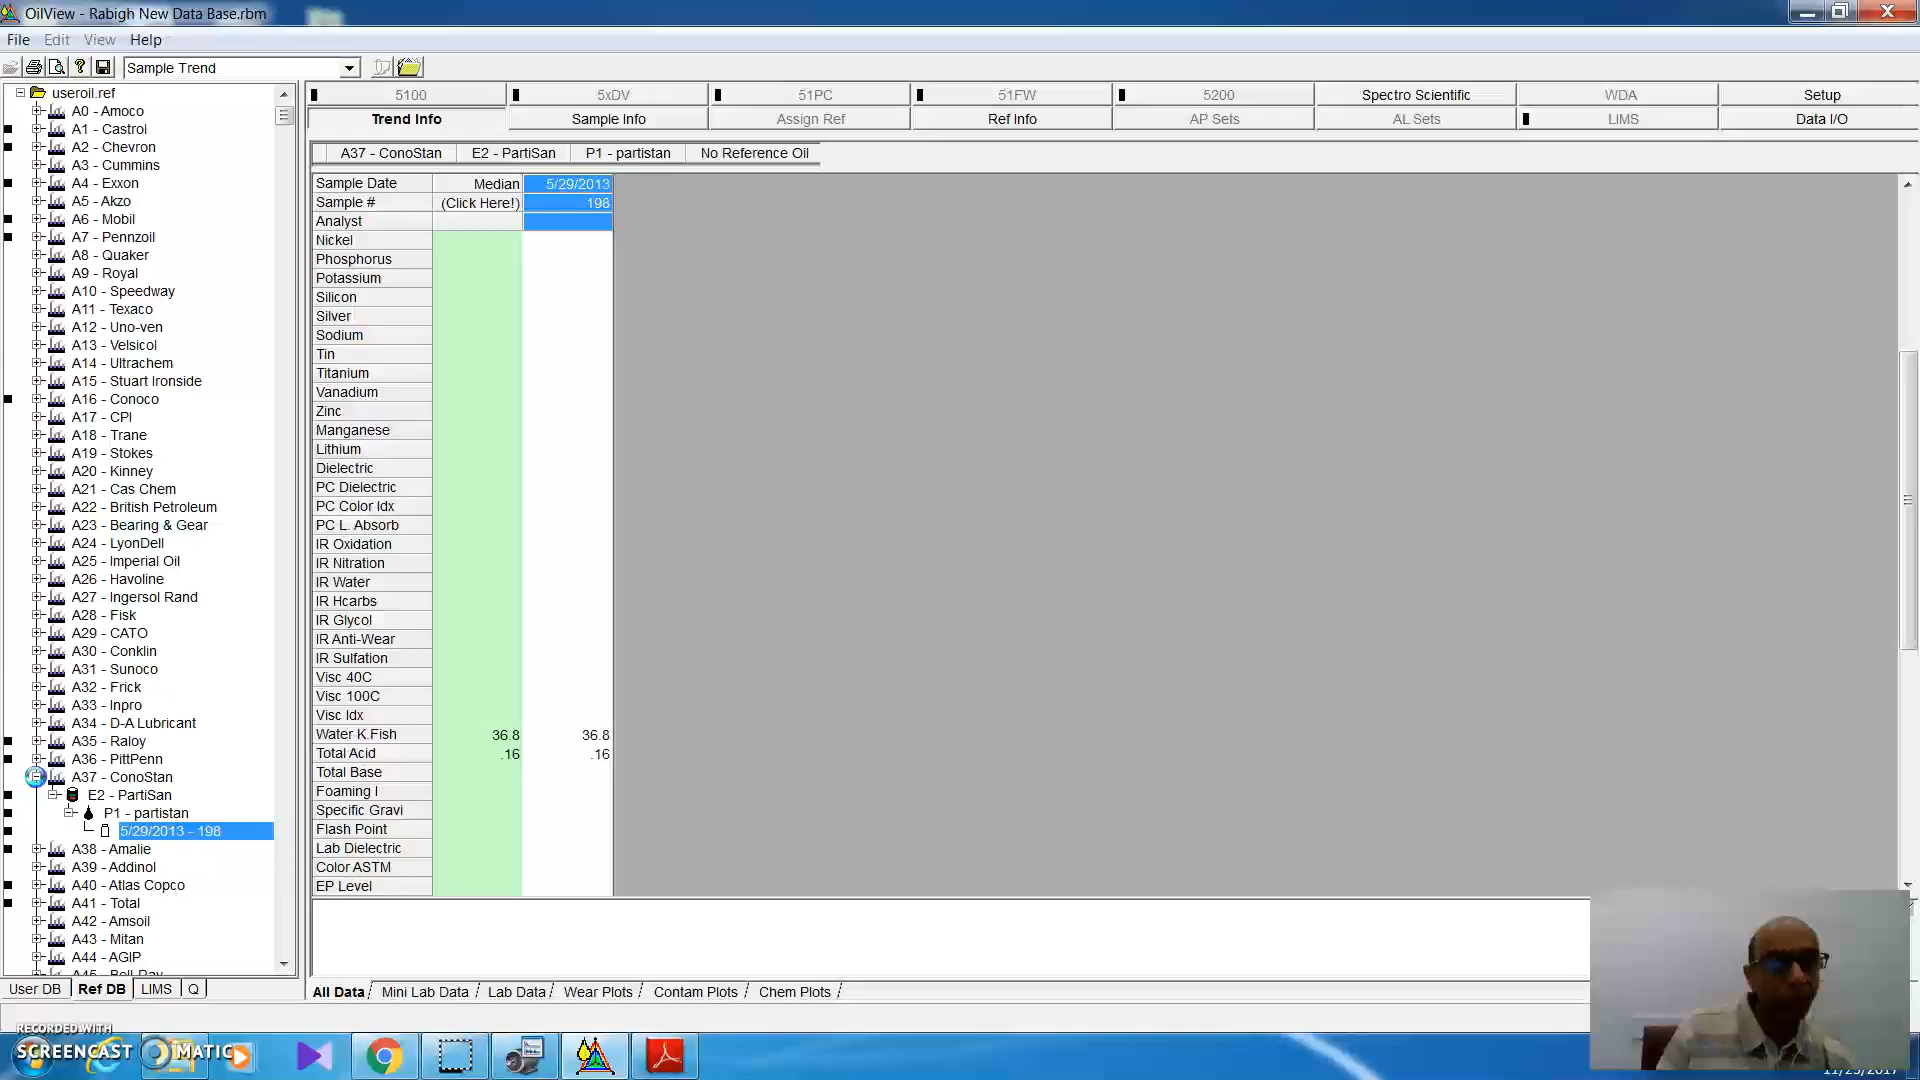 OilView - Rabigh New Data Base.rbm
File Edit View Help
Sample Trend
useroil.ref
A0 - Amoco
A1 - Castrol
A2 - Chevron
A3 - Cummins
A4 - Exxon
A5 - Akzo
A6 - Mobil
A7 - Pennzoil
A8 - Quaker
A9 - Royal
A10 - Speedway
A11 - Texaco
A12 - Uno-ven
A13 - Velsicol
A14 - Ultrachem
A15 - Stuart Ironside
A16 - Conoco
A17 - CPI
A18 - Trane
A19 - Stokes
A20 - Kinney
A21 - Cas Chem
A22 - British Petroleum
A23 - Bearing & Gear
A24 - LyonDell
A25 - Imperial Oil
A26 - Havoline
A27 - Ingersol Rand
A28 - Fisk
A29 - CATO
A30 - Conklin
A31 - Sunoco
A32 - Frick
A33 - Inpro
A34 - D-A Lubricant
A35 - Raloy
A36 - PittPenn
A37 - ConoStan
E2 - PartiSan
P1 - partistan
5/29/2013 - 198
A38 - Amalie
A39 - Addinol
A40 - Atlas Copco
A41 - Total
A42 - Amsoil
A43 - Mitan
A44 - AGIP
User DB Ref DB LIMS Q
5100 5xDV 51PC 51FW 5200 Spectro Scientific WDA Setup
Trend Info Sample Info Assign Ref Ref Info AP Sets AL Sets LIMS Data I/O
A37 - ConoStan E2 - PartiSan P1 - partistan No Reference Oil
Sample Date Median 5/29/2013
Sample # (Click Here!) 198
Analyst
Nickel
Phosphorus
Potassium
Silicon
Silver
Sodium
Tin
Titanium
Vanadium
Zinc
Manganese
Lithium
Dielectric
PC Dielectric
PC Color Idx
PC L. Absorb
IR Oxidation
IR Nitration
IR Water
IR Hcarbs
IR Glycol
IR Anti-Wear
IR Sulfation
Visc 40C
Visc 100C
Visc Idx
Water K.Fish 36.8 36.8
Total Acid .16 .16
Total Base
Foaming I
Specific Gravi
Flash Point
Lab Dielectric
Color ASTM
EP Level
All Data Mini Lab Data Lab Data Wear Plots Contam Plots Chem Plots
RECORDED WITH
SCREENCAST MATIC